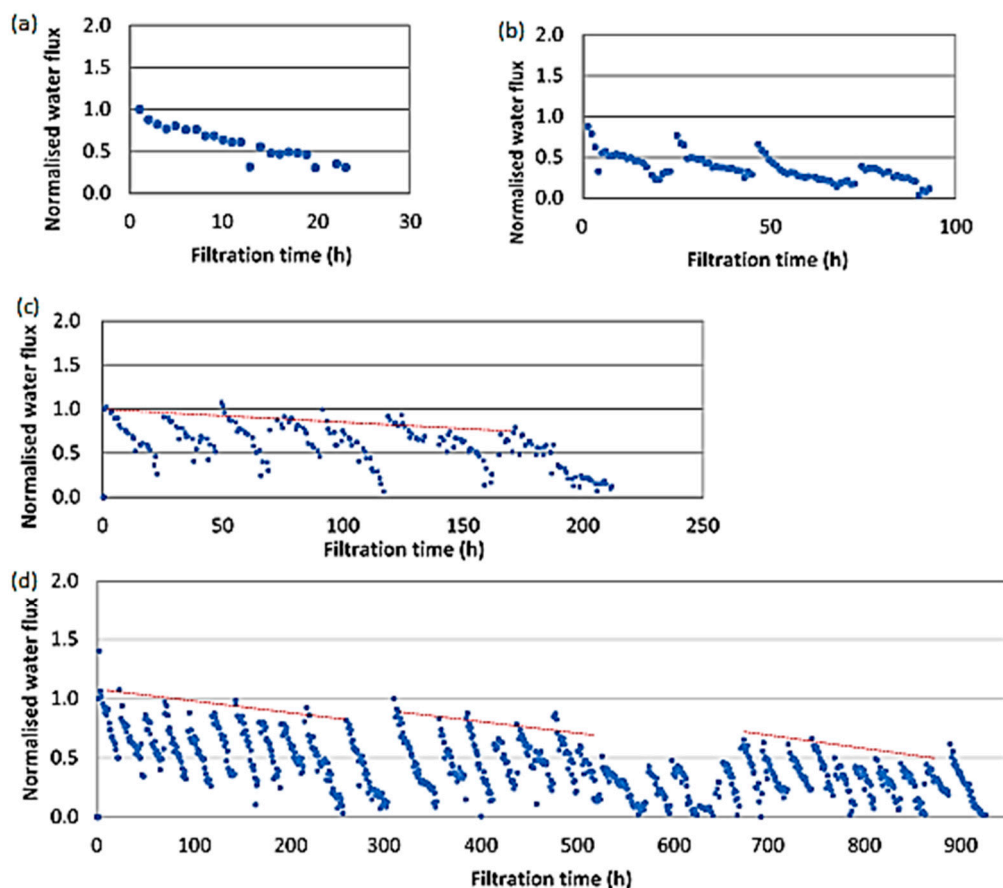 (a)
Normalised water flux
2.0
1.5
1.0
0.5
0.0
0 10 20 30
Filtration time (h)
(b)
Normalised water flux
2.0
1.5
1.0
0.5
0.0
0 50 100
Filtration time (h)
(c)
Normalised water flux
2.0
1.5
1.0
0.5
0.0
0 50 100 150 200 250
Filtration time (h)
(d)
Normalised water flux
2.0
1.5
1.0
0.5
0.0
0 100 200 300 400 500 600 700 800 900
Filtration time (h)